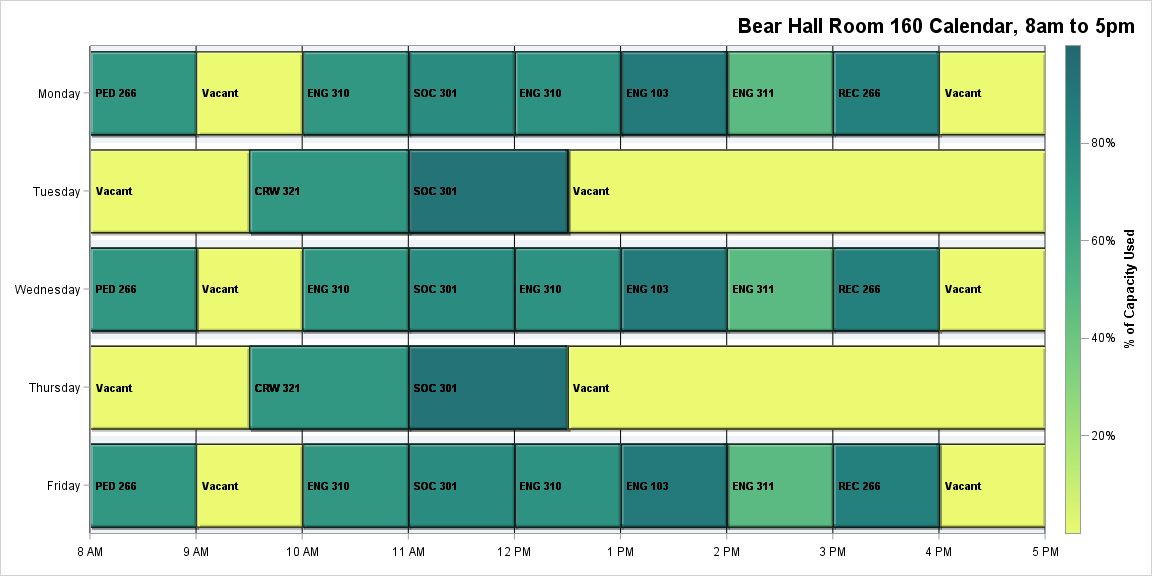 Bear Hall Room 160 Calendar, 8am to 5pm
Monday
PED 266
Vacant
ENG 310
SOC 301
ENG 310
ENG 103
ENG 311
REC 266
Vacant
Tuesday
Vacant
CRW 321
SOC 301
Vacant
Wednesday
PED 266
Vacant
ENG 310
SOC 301
ENG 310
ENG 103
ENG 311
REC 266
Vacant
Thursday
Vacant
CRW 321
SOC 301
Vacant
Friday
PED 266
Vacant
ENG 310
SOC 301
ENG 310
ENG 103
ENG 311
REC 266
Vacant
8 AM
9 AM
10 AM
11 AM
12 PM
1 PM
2 PM
3 PM
4 PM
5 PM
80%
60%
40%
20%
% of Capacity Used